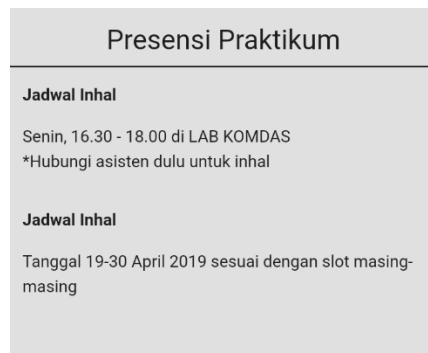 Presensi Praktikum
Jadwal Inhal
Senin, 16.30 - 18.00 di LAB KOMDAS
*Hubungi asisten dulu untuk inhal
Jadwal Inhal
Tanggal 19-30 April 2019 sesuai dengan slot masing-
masing